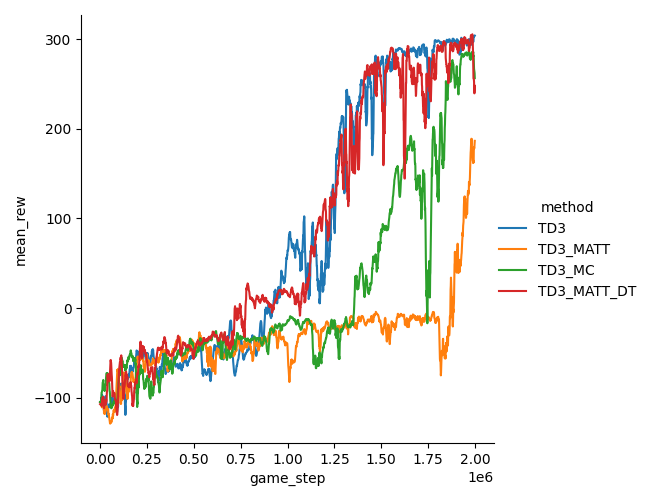 300
200
100
0
−100
mean_rew
0.00 0.25 0.50 0.75 1.00 1.25 1.50 1.75 2.00
1e6
game_step
method
TD3
TD3_MATT
TD3_MC
TD3_MATT_DT